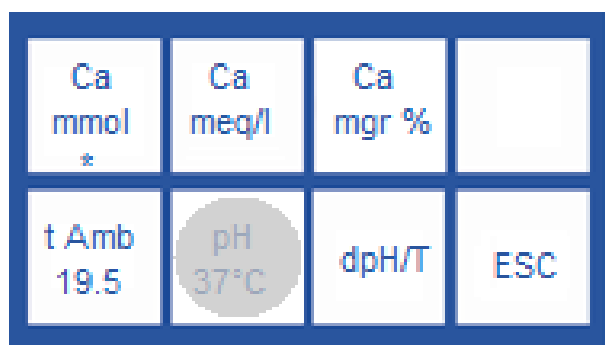 Ca
mmol
*
Ca
meq/l
Ca
mgr %
t Amb
19.5
pH
37°C
dpH/T
ESC